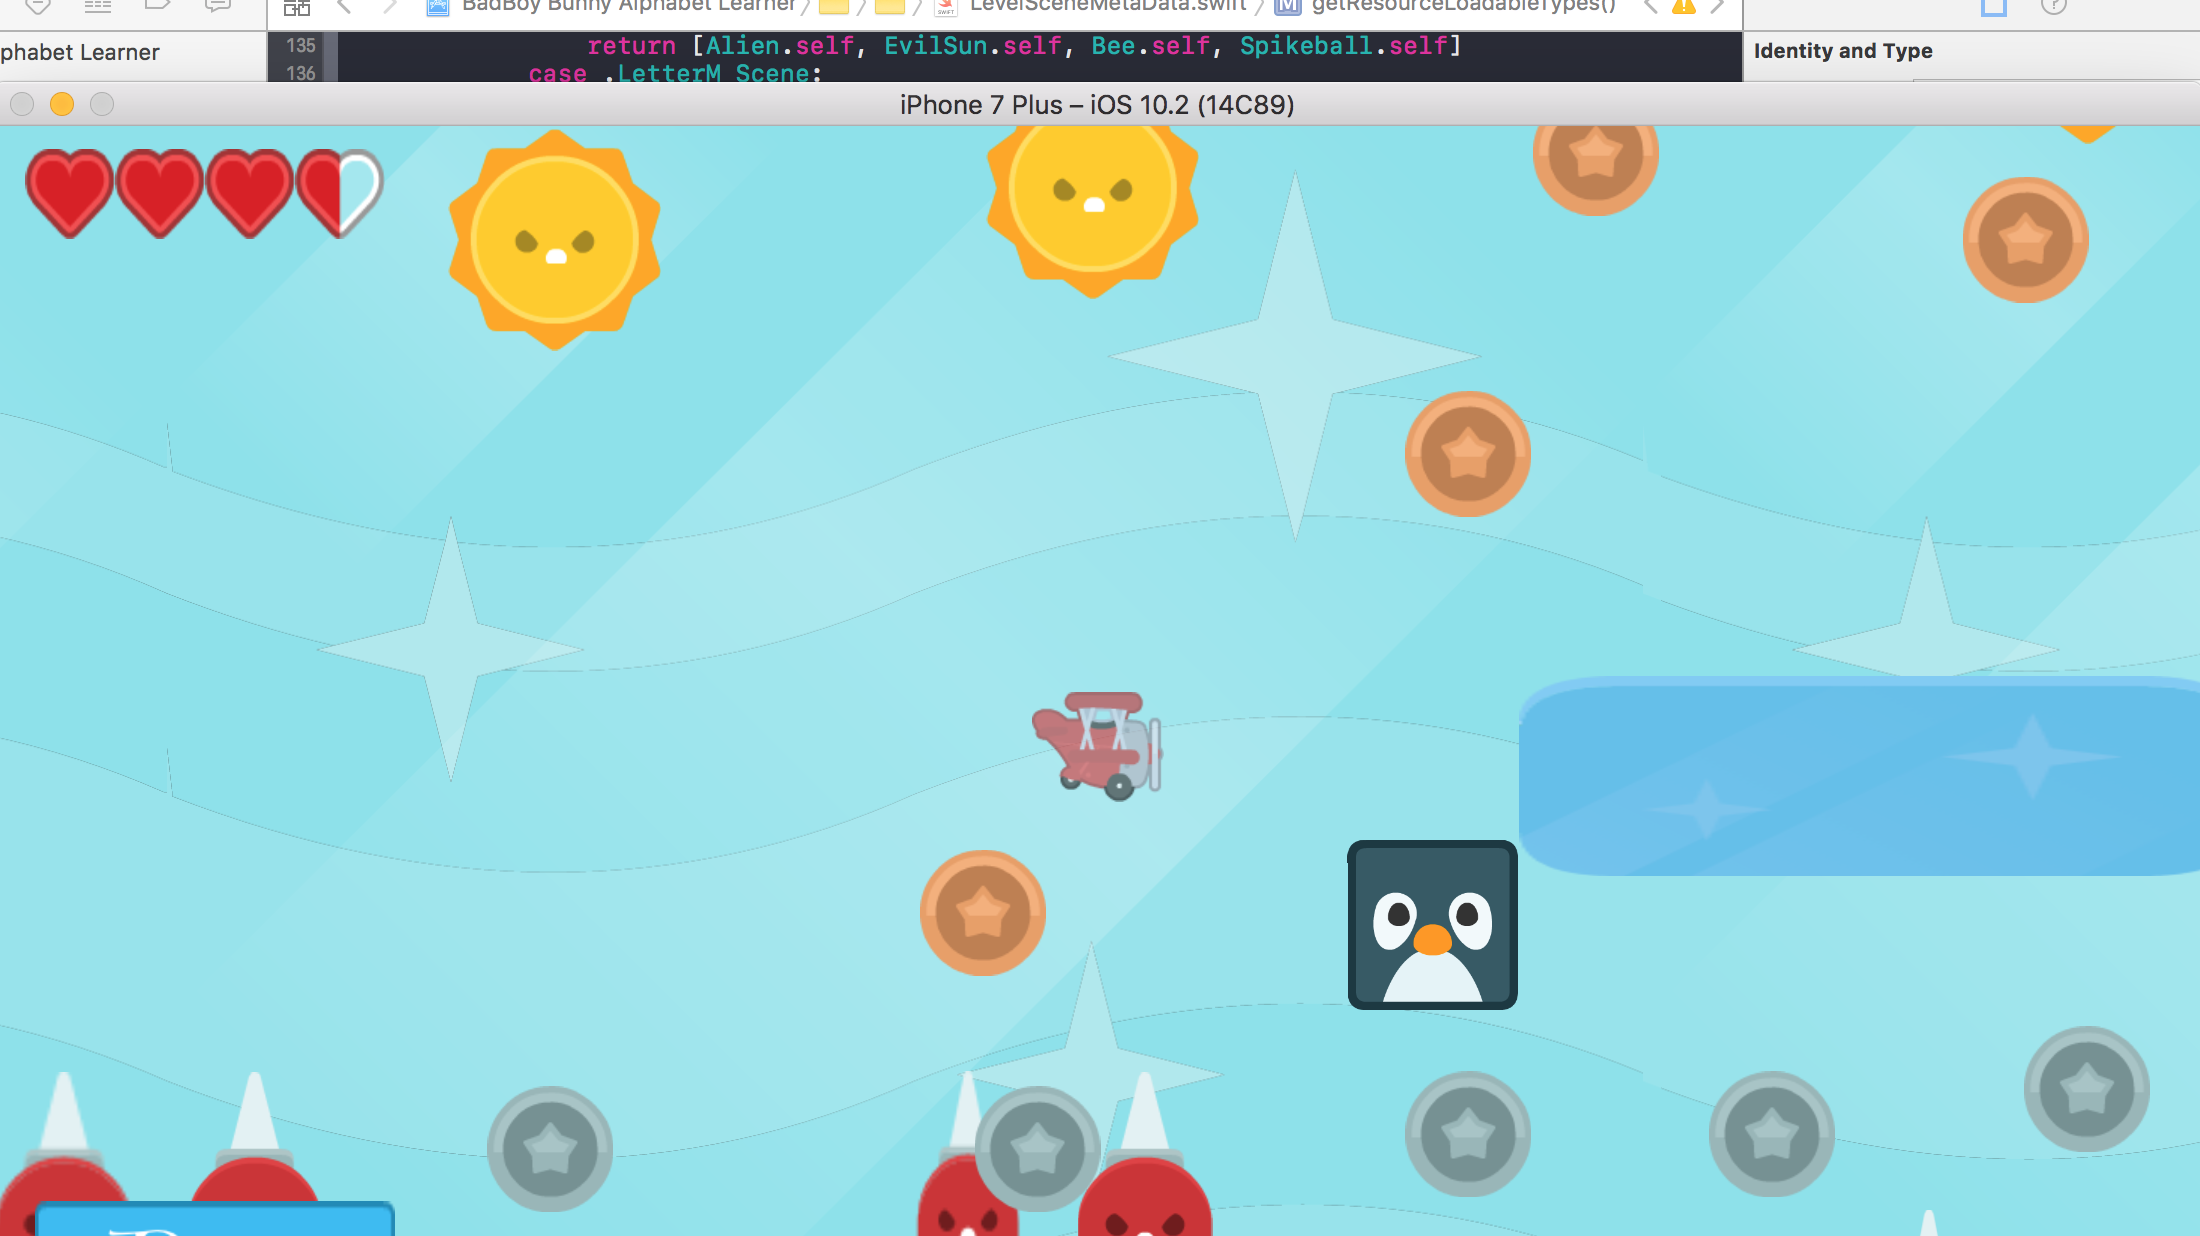 BadBoy Bunny Alphabet Learner
LevelSceneMetaData.swift
getResourceLoadableTypes()
phabet Learner
135
return [Alien.self, EvilSun.self, Bee.self, Spikeball.self]
Identity and Type
136
case .LetterM_Scene:
iPhone 7 Plus – iOS 10.2 (14C89)